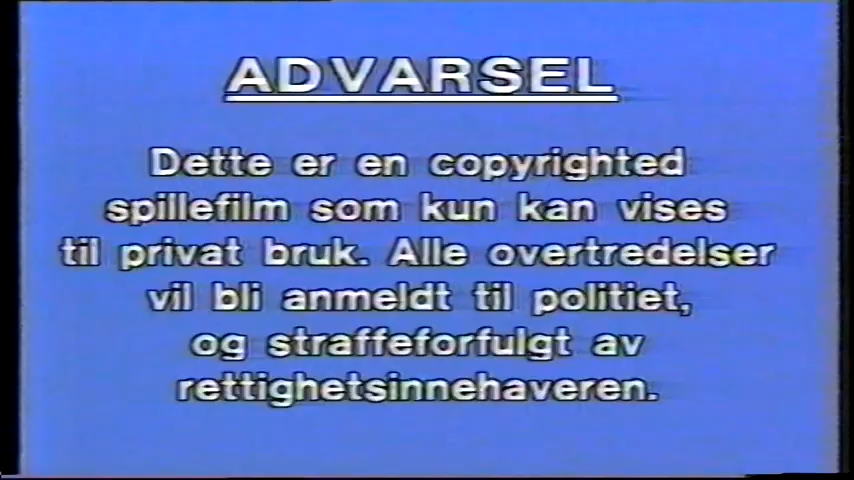 ADVARSEL
Dette er en copyrighted
spillefilm som kun kan vises
til privat bruk. Alle overtredelser
vil bli anmeldt til politiet,
og straffeforfulgt av
rettighetsinnehaveren.